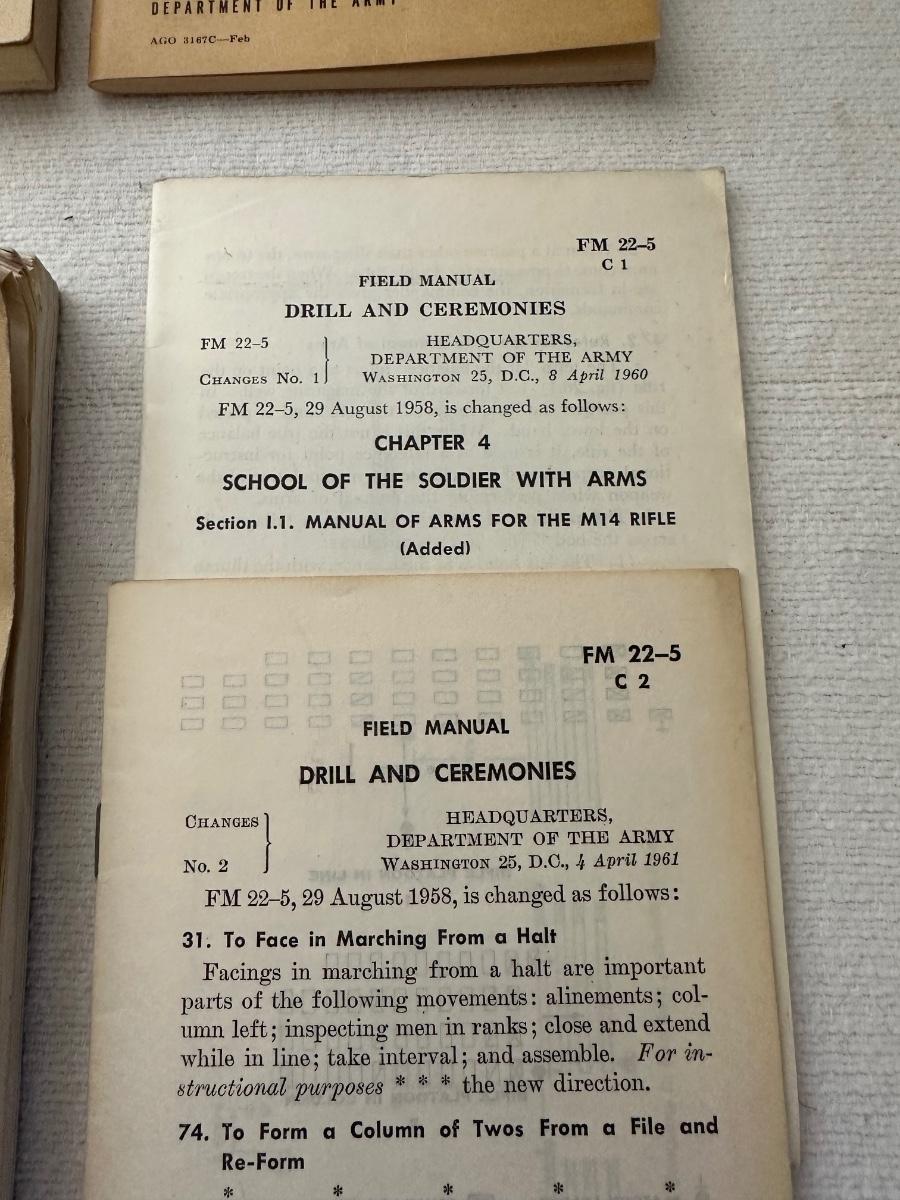 DEPARTMENT OF THE ARMY
AGO 3167C—Feb
FM 22–5
C 1
FIELD MANUAL
DRILL AND CEREMONIES
FM 22–5
CHANGES No. 1
HEADQUARTERS,
DEPARTMENT OF THE ARMY
WASHINGTON 25, D.C., 8 April 1960
FM 22–5, 29 August 1958, is changed as follows:
CHAPTER 4
SCHOOL OF THE SOLDIER WITH ARMS
Section I.1. MANUAL OF ARMS FOR THE M14 RIFLE
(Added)
FM 22–5
C 2
FIELD MANUAL
DRILL AND CEREMONIES
CHANGES
No. 2
HEADQUARTERS,
DEPARTMENT OF THE ARMY
WASHINGTON 25, D.C., 4 April 1961
FM 22–5, 29 August 1958, is changed as follows:
31. To Face in Marching From a Halt
Facings in marching from a halt are important
parts of the following movements: alinements; col-
umn left; inspecting men in ranks; close and extend
while in line; take interval; and assemble. For in-
structional purposes * * * the new direction.
74. To Form a Column of Twos From a File and
Re-Form
* * * * *